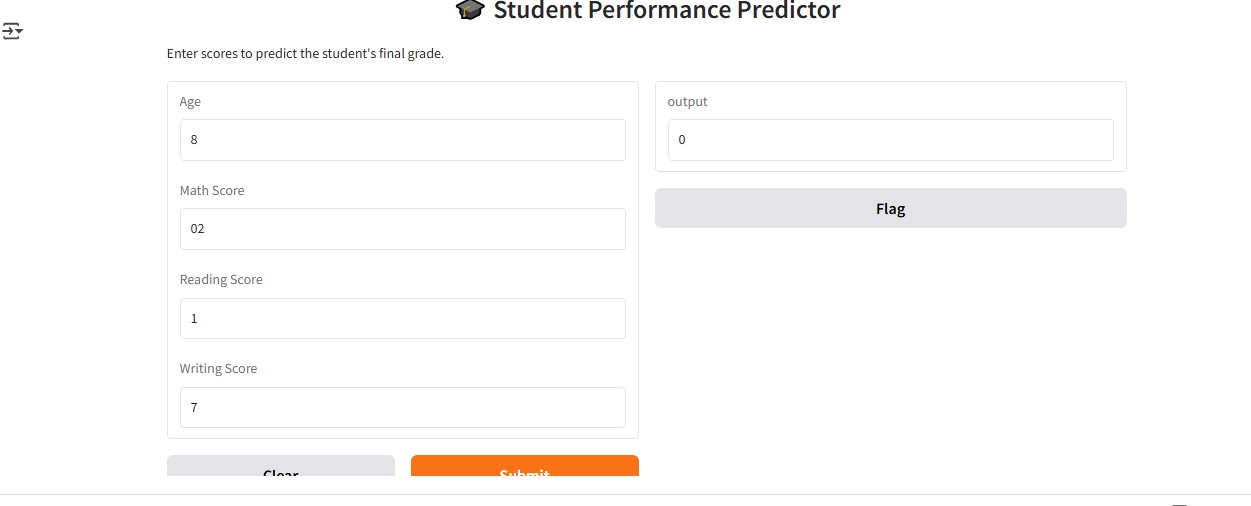 🎓 Student Performance Predictor
Enter scores to predict the student's final grade.
Age
8
Math Score
02
Reading Score
1
Writing Score
7
Clear
Submit
output
0
Flag